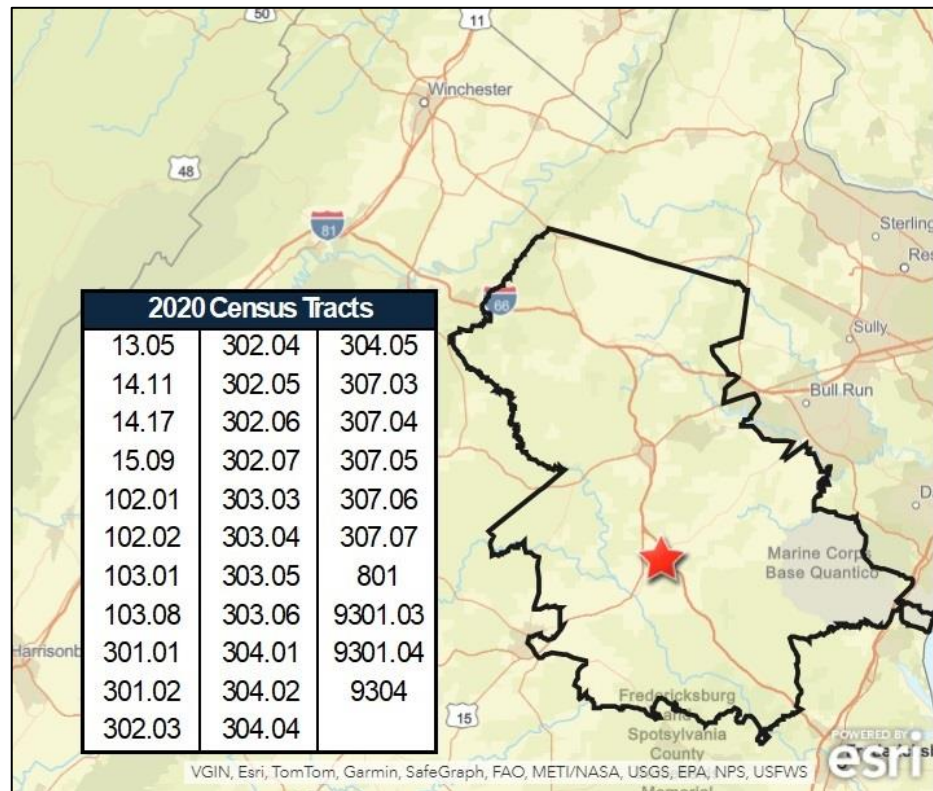 50
11
Winchester
48
81
Sterling
Res
66
Sully
Bull Run
2020 Census Tracts
13.05 302.04 304.05
14.11 302.05 307.03
14.17 302.06 307.04
15.09 302.07 307.05
102.01 303.03 307.06
102.02 303.04 307.07
103.01 303.05 801
103.08 303.06 9301.03
301.01 304.01 9301.04
301.02 304.02 9304
302.03 304.04
Da
Marine Corps
Base Quantico
Harrisonb
15
Fredericksburg
and
Spotsylvania
County
POWERED BY
esri
VGIN, Esri, TomTom, Garmin, SafeGraph, FAO, METI/NASA, USGS, EPA, NPS, USFWS